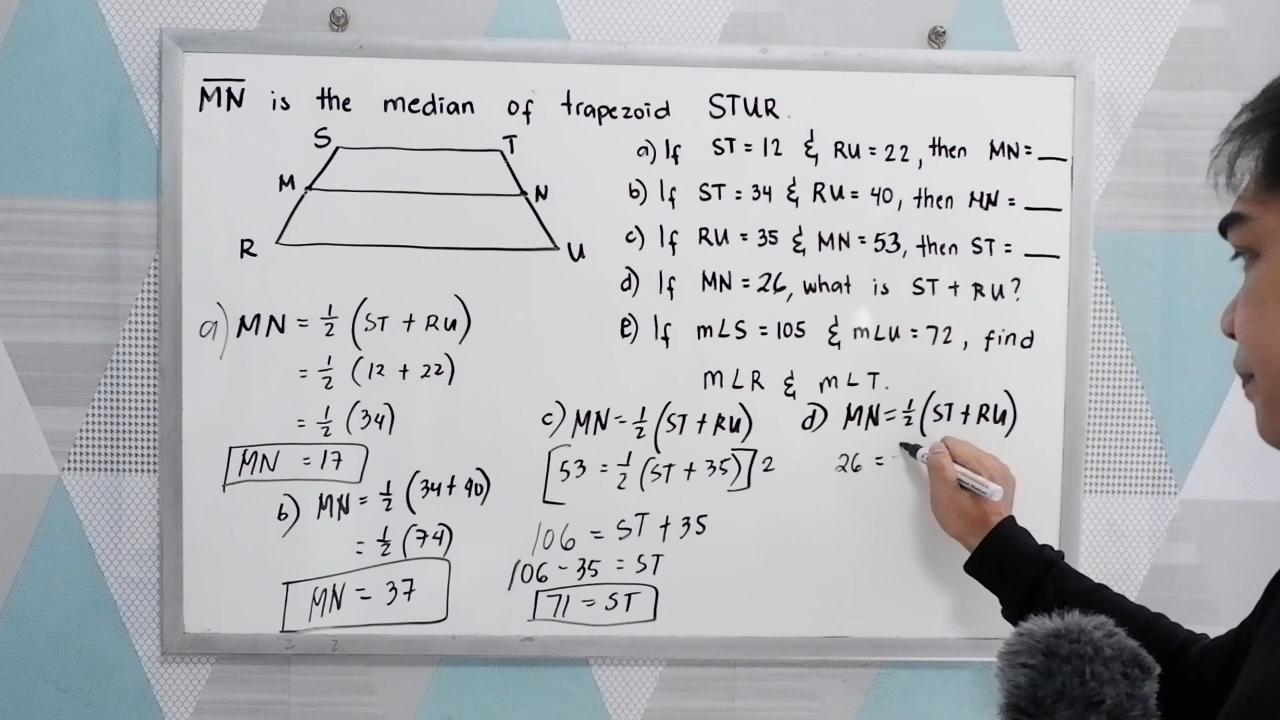 MN is the median of trapezoid STUR.
S
T
M
N
R
U
a) If ST = 12 & RU = 22, then MN = __
b) If ST = 34 & RU = 40, then MN = __
c) If RU = 35 & MN = 53, then ST = __
d) If MN = 26, what is ST + RU?
e) If m∠S = 105 & m∠U = 72, find
m∠R & m∠T.
a) MN = 1/2 (ST + RU)
= 1/2 (12 + 22)
= 1/2 (34)
MN = 17
b) MN = 1/2 (34 + 40)
= 1/2 (74)
MN = 37
c) MN = 1/2 (ST + RU)
[53 = 1/2 (ST + 35)] 2
106 = ST + 35
106 - 35 = ST
71 = ST
d) MN = 1/2 (ST + RU)
26 =